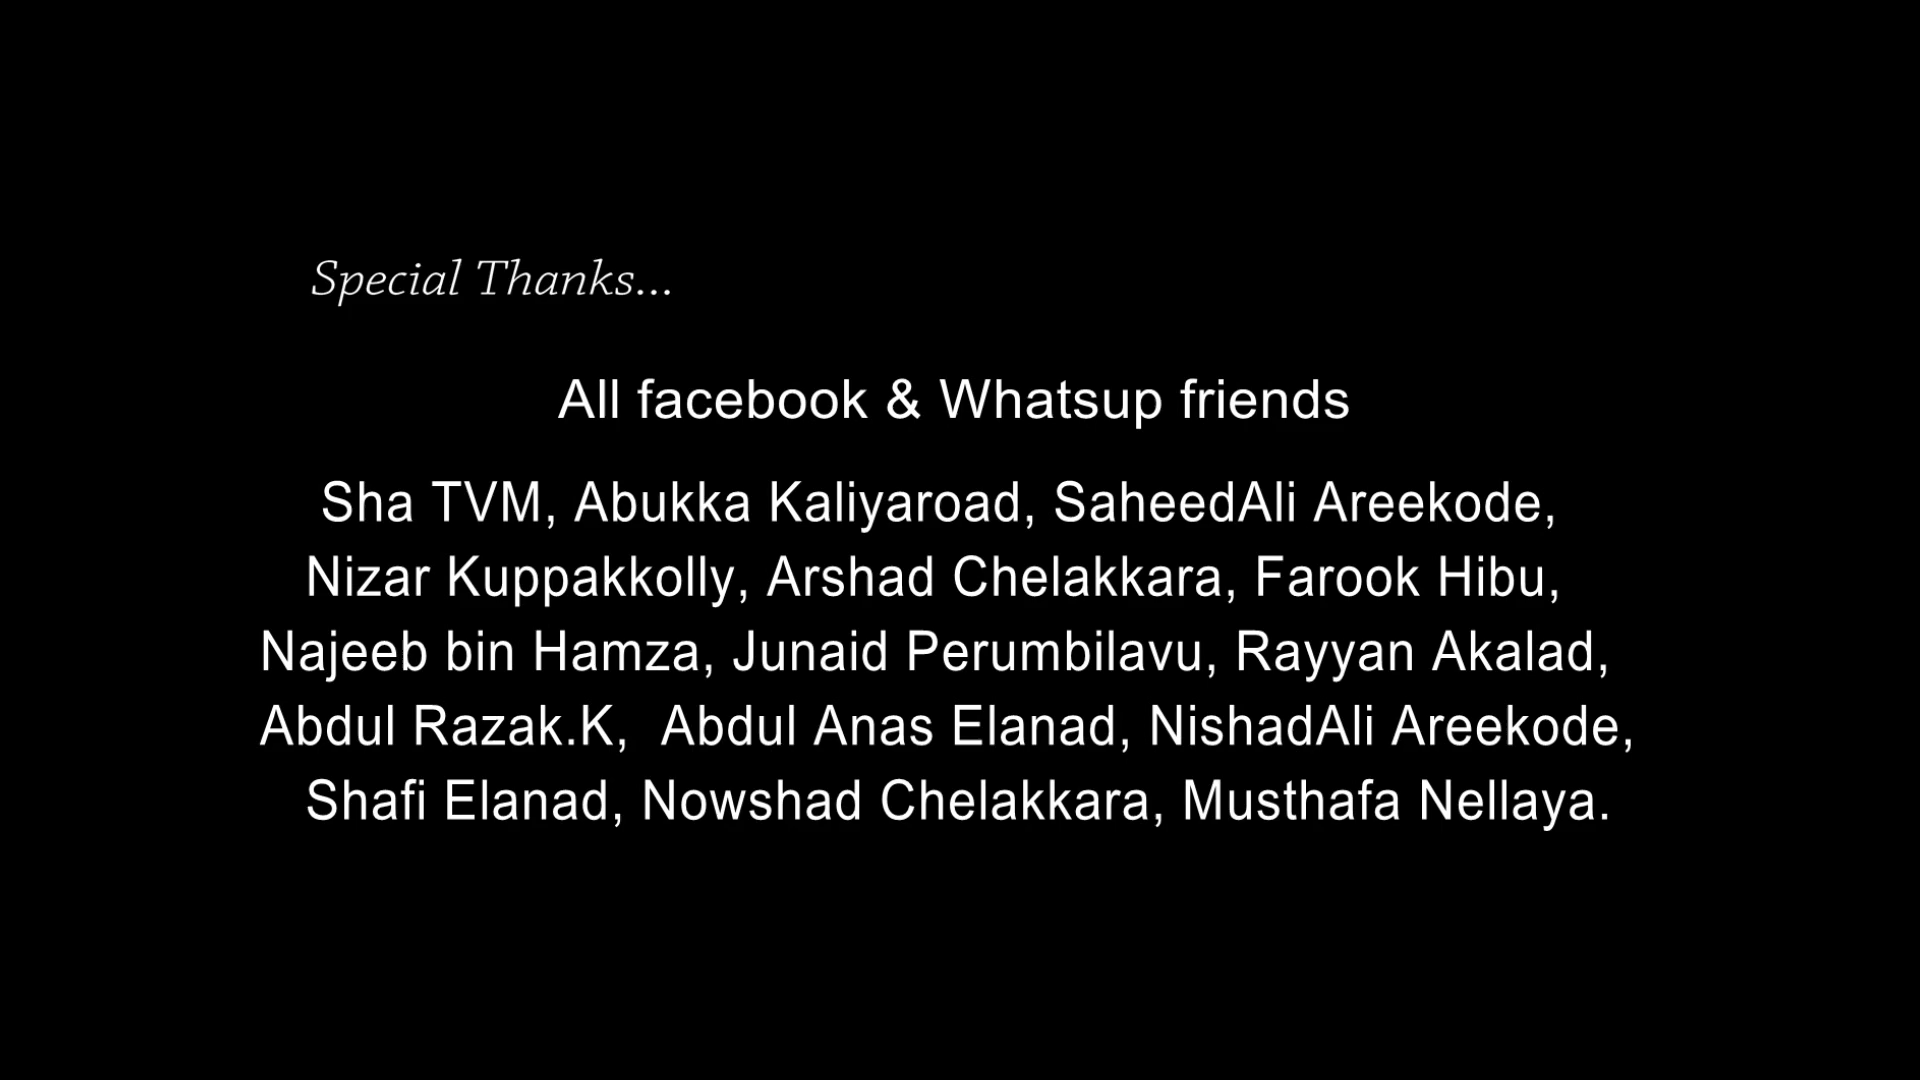 Special Thanks...
All facebook & Whatsup friends
Sha TVM, Abukka Kaliyaroad, SaheedAli Areekode,
Nizar Kuppakkolly, Arshad Chelakkara, Farook Hibu,
Najeeb bin Hamza, Junaid Perumbilavu, Rayyan Akalad,
Abdul Razak.K,  Abdul Anas Elanad, NishadAli Areekode,
Shafi Elanad, Nowshad Chelakkara, Musthafa Nellaya.